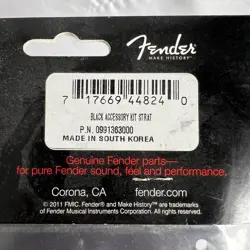 Fender
MAKE HISTORY™
7 17669 44824 0
BLACK ACCESSORY KIT STRAT
P.N. 0991363000
MADE IN SOUTH KOREA
Genuine Fender parts—
for pure Fender sound, feel and performance.
Corona, CA fender.com
© 2011 FMIC. Fender® and Make History™ are trademarks of
Fender Musical Instruments Corporation. All rights reserved.